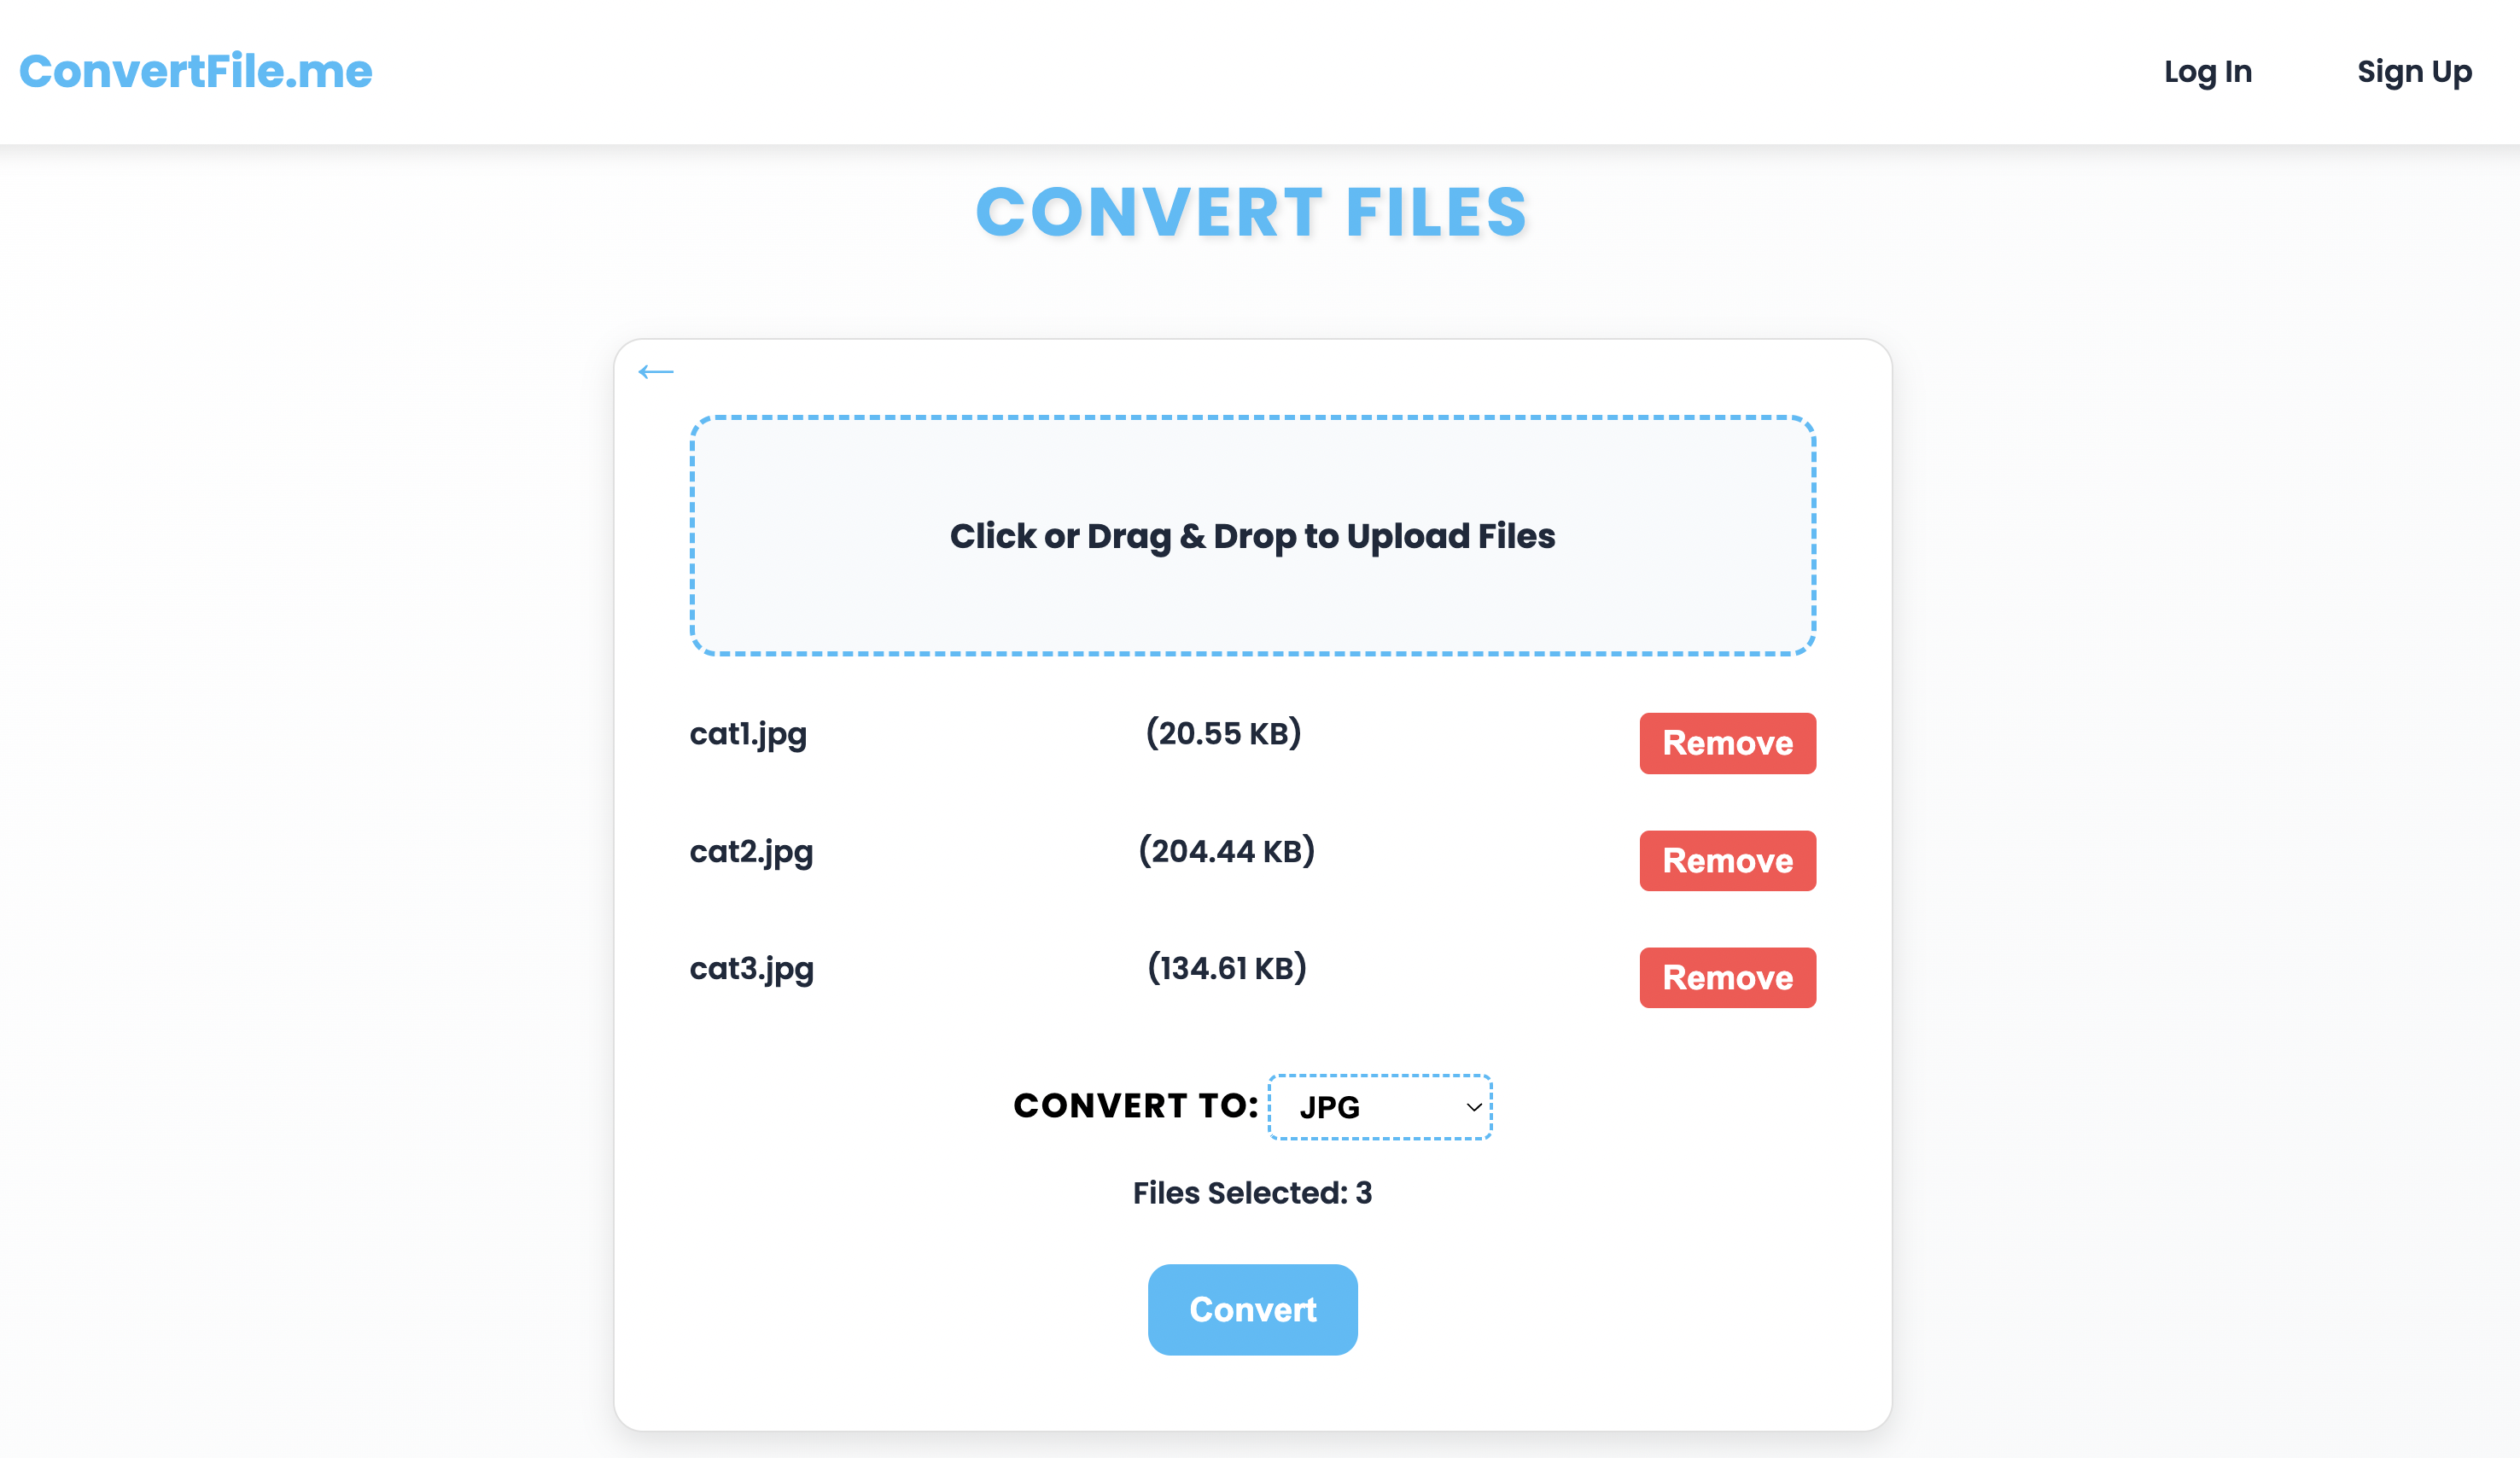 ConvertFile.me Log In Sign Up
CONVERT FILES
←
Click or Drag & Drop to Upload Files
cat1.jpg (20.55 KB) Remove
cat2.jpg (204.44 KB) Remove
cat3.jpg (134.61 KB) Remove
CONVERT TO: JPG
Files Selected: 3
Convert